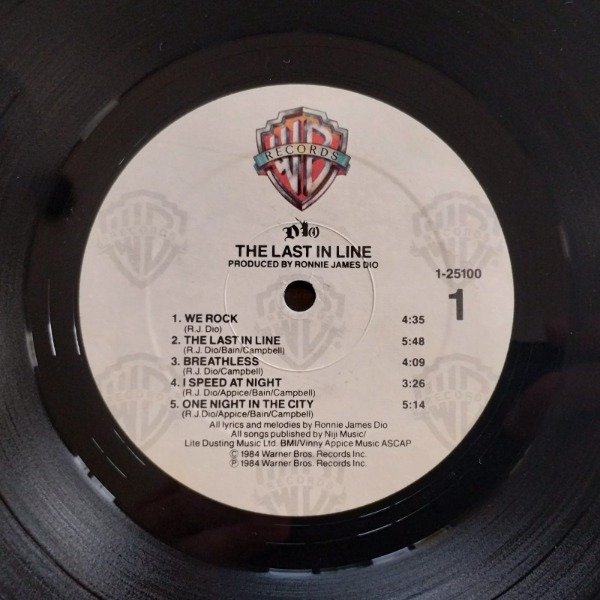 WB
RECORDS
DIO
THE LAST IN LINE
PRODUCED BY RONNIE JAMES DIO
1-25100
1
1. WE ROCK 4:35
(R.J. Dio)
2. THE LAST IN LINE 5:48
(R.J. Dio/Bain/Campbell)
3. BREATHLESS 4:09
(R.J. Dio/Campbell)
4. I SPEED AT NIGHT 3:26
(R.J. Dio/Appice/Bain/Campbell)
5. ONE NIGHT IN THE CITY 5:14
(R.J.Dio/Appice/Bain/Campbell)
All lyrics and melodies by Ronnie James Dio
All songs published by Niji Music/
Lite Dusting Music Ltd. BMI/Vinny Appice Music ASCAP
© 1984 Warner Bros. Records Inc.
℗ 1984 Warner Bros. Records Inc.